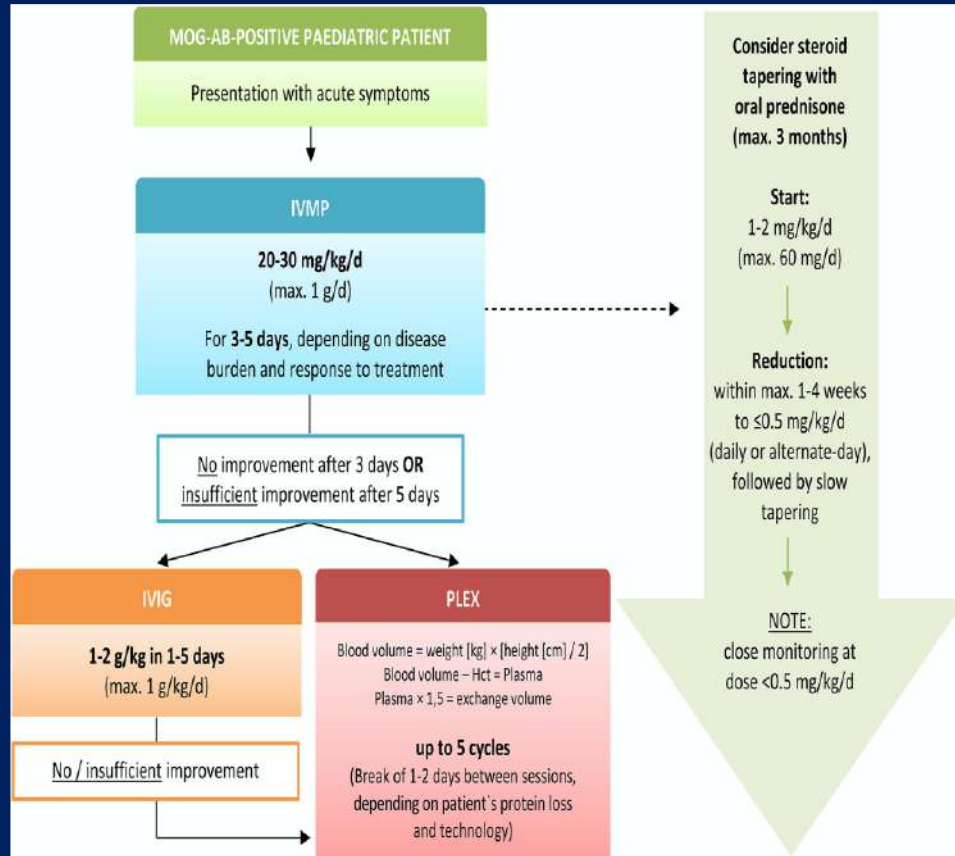 MOG-AB-POSITIVE PAEDIATRIC PATIENT
Presentation with acute symptoms
IVMP
20-30 mg/kg/d
(max. 1 g/d)
For 3-5 days, depending on disease
burden and response to treatment
No improvement after 3 days OR
insufficient improvement after 5 days
IVIG
1-2 g/kg in 1-5 days
(max. 1 g/kg/d)
No / insufficient improvement
PLEX
Blood volume = weight [kg] × [height [cm] / 2]
Blood volume – Hct = Plasma
Plasma × 1,5 = exchange volume
up to 5 cycles
(Break of 1-2 days between sessions,
depending on patient`s protein loss
and technology)
Consider steroid
tapering with
oral prednisone
(max. 3 months)
Start:
1-2 mg/kg/d
(max. 60 mg/d)
Reduction:
within max. 1-4 weeks
to ≤0.5 mg/kg/d
(daily or alternate-day),
followed by slow
tapering
NOTE:
close monitoring at
dose <0.5 mg/kg/d